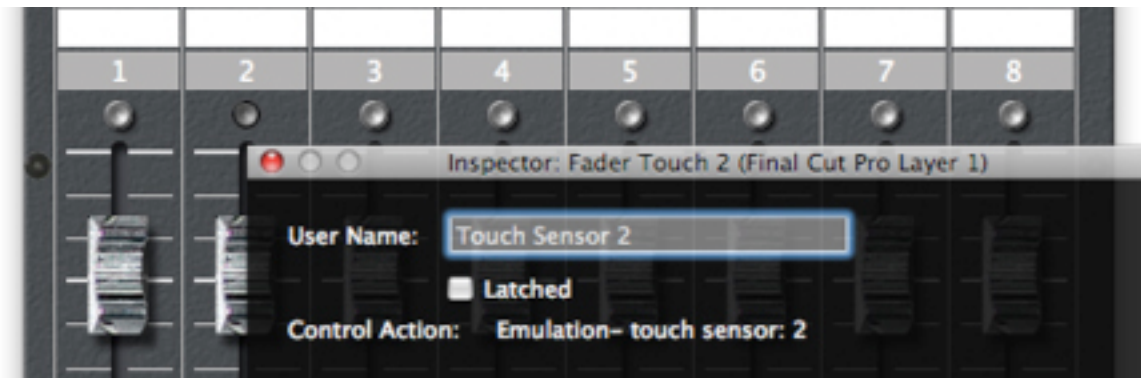 1 2 3 4 5 6 7 8
Inspector: Fader Touch 2 (Final Cut Pro Layer 1)
User Name: Touch Sensor 2
Latched
Control Action: Emulation– touch sensor: 2